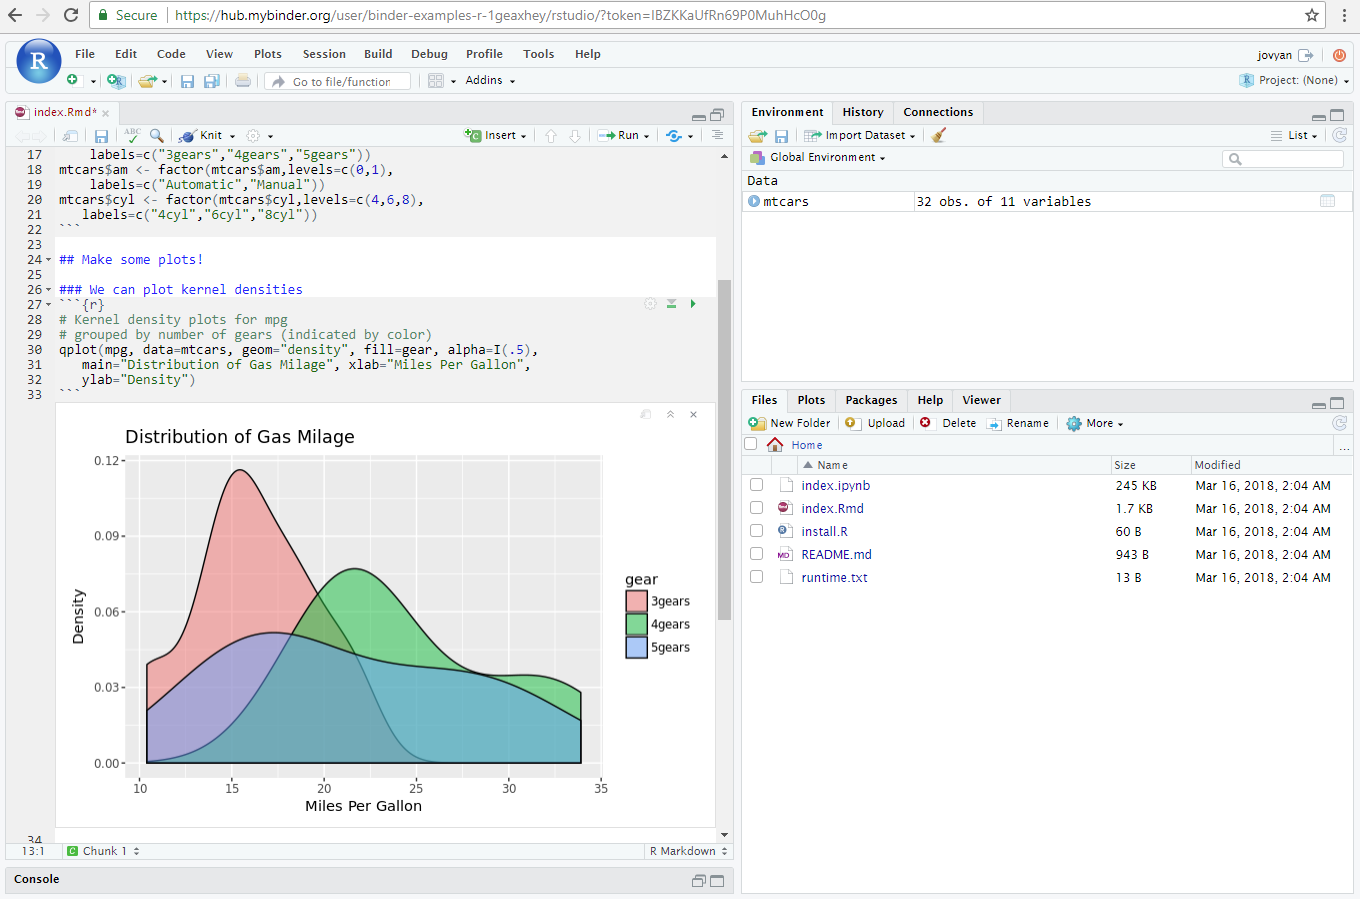 Secure https://hub.mybinder.org/user/binder-examples-r-1geaxhey/rstudio/?token=IBZKKaUfRn69P0MuhHcO0g
R File Edit Code View Plots Session Build Debug Profile Tools Help jovyan
Go to file/function Addins Project: (None)
index.Rmd*
ABC Knit Insert Run
17 labels=c("3gears","4gears","5gears"))
18 mtcars$am <- factor(mtcars$am,levels=c(0,1),
19 labels=c("Automatic","Manual"))
20 mtcars$cyl <- factor(mtcars$cyl,levels=c(4,6,8),
21 labels=c("4cyl","6cyl","8cyl"))
22 ```
23
24 ## Make some plots!
25
26 ### We can plot kernel densities
27 ```{r}
28 # Kernel density plots for mpg
29 # grouped by number of gears (indicated by color)
30 qplot(mpg, data=mtcars, geom="density", fill=gear, alpha=I(.5),
31 main="Distribution of Gas Milage", xlab="Miles Per Gallon",
32 ylab="Density")
33 ```
Distribution of Gas Milage
0.12
0.09
0.06
0.03
0.00
Density
10 15 20 25 30 35
Miles Per Gallon
gear
3gears
4gears
5gears
34
13:1 C Chunk 1 R Markdown
Console
Environment History Connections
Import Dataset List
Global Environment
Data
mtcars 32 obs. of 11 variables
Files Plots Packages Help Viewer
New Folder Upload Delete Rename More
Home ...
Name Size Modified
index.ipynb 245 KB Mar 16, 2018, 2:04 AM
index.Rmd 1.7 KB Mar 16, 2018, 2:04 AM
install.R 60 B Mar 16, 2018, 2:04 AM
MD README.md 943 B Mar 16, 2018, 2:04 AM
runtime.txt 13 B Mar 16, 2018, 2:04 AM